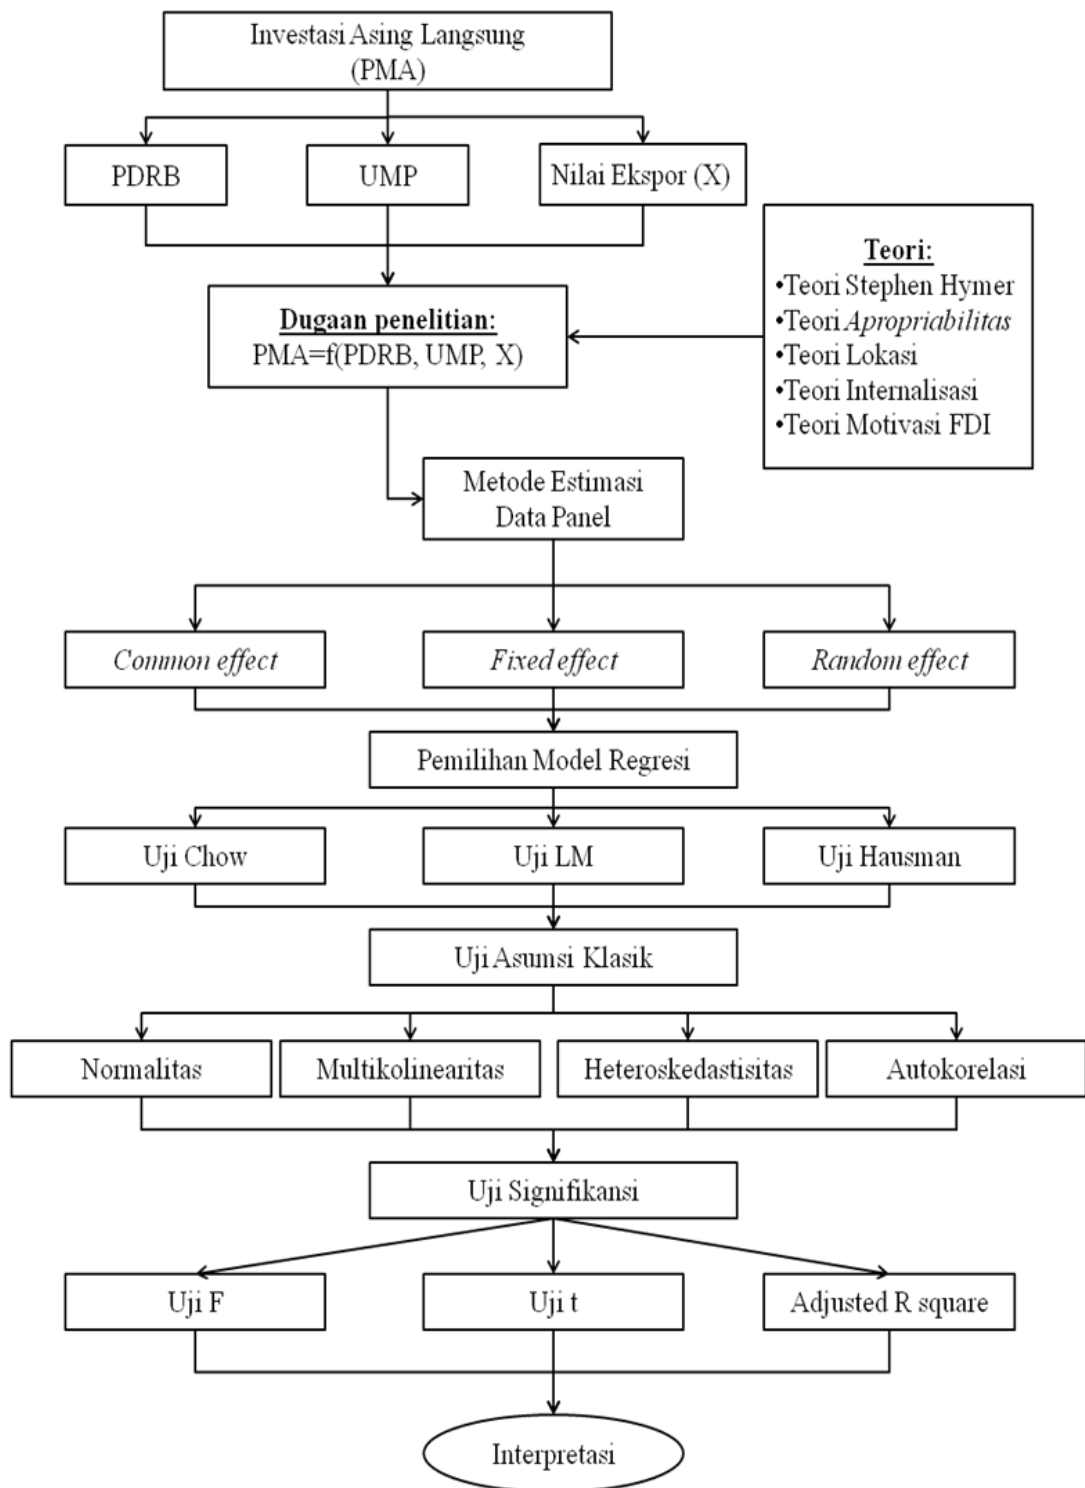 Investasi Asing Langsung
(PMA)
PDRB
UMP
Nilai Ekspor (X)
Teori:
•Teori Stephen Hymer
•Teori Apropriabilitas
•Teori Lokasi
•Teori Internalisasi
•Teori Motivasi FDI
Dugaan penelitian:
PMA=f(PDRB, UMP, X)
Metode Estimasi
Data Panel
Common effect
Fixed effect
Random effect
Pemilihan Model Regresi
Uji Chow
Uji LM
Uji Hausman
Uji Asumsi Klasik
Normalitas
Multikolinearitas
Heteroskedastisitas
Autokorelasi
Uji Signifikansi
Uji F
Uji t
Adjusted R square
Interpretasi